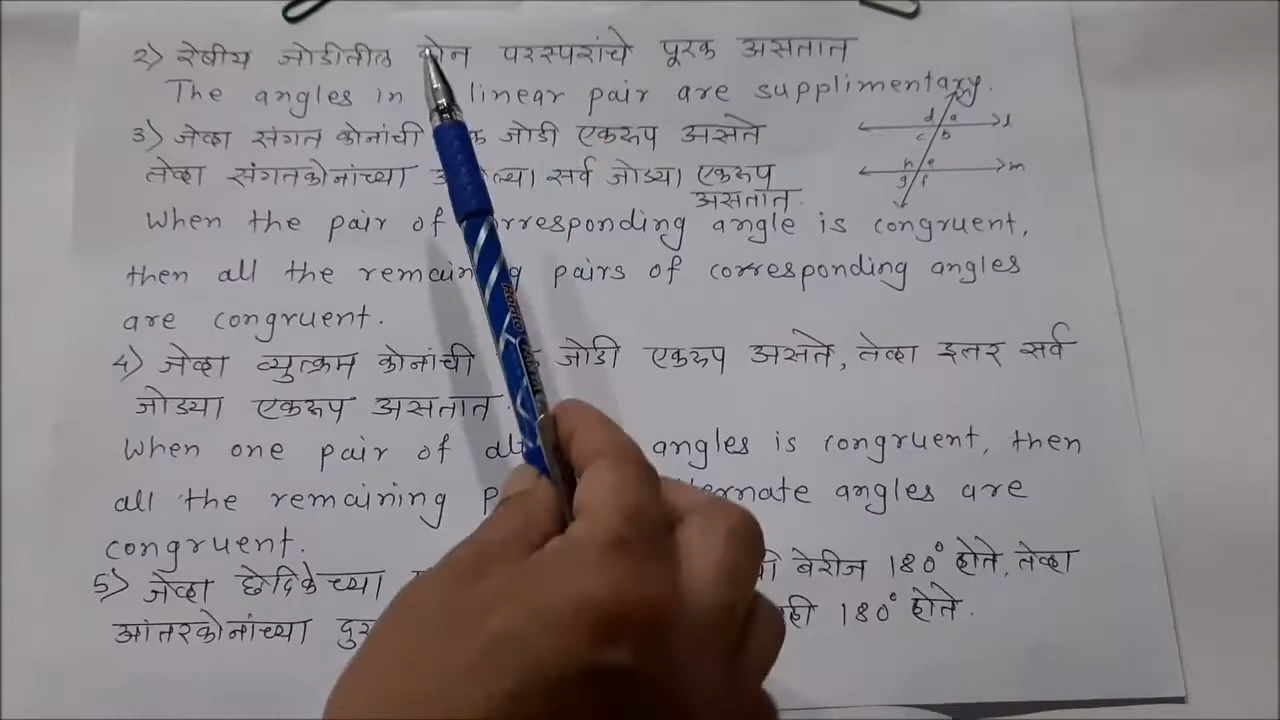 2) रेषीय जोडीतील कोन परस्परांचे पूरक असतात
The angles in linear pair are supplimentary.
3) जेव्हा संगत कोनांची जोडी एकरूप असते
तेव्हा संगतकोनांच्या सर्व जोड्या एकरूप
असतात.
When the pair of corresponding angle is congruent,
then all the remaining pairs of corresponding angles
are congruent.
4) जेव्हा व्युत्क्रम कोनांची जोडी एकरूप असते, तेव्हा इतर सर्व
जोड्या एकरूप असतात.
When one pair of angles is congruent, then
all the remaining alternate angles are
congruent.
5) जेव्हा छेदिकेच्या बेरीज 180° होते, तेव्हा
आंतरकोनांच्या 180° होते.
d a l
c b
h e m
g f